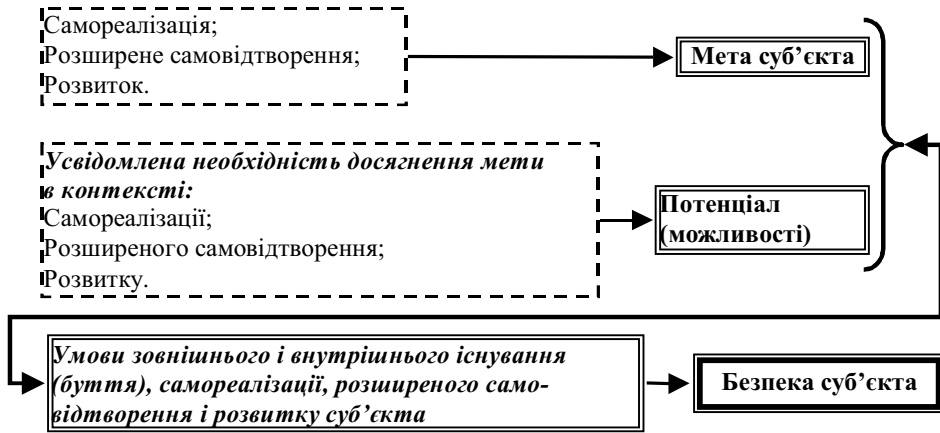 Самореалізація;
Розширене самовідтворення;
Розвиток.
Мета суб’єкта
Усвідомлена необхідність досягнення мети
в контексті:
Самореалізації;
Розширеного самовідтворення;
Розвитку.
Потенціал
(можливості)
Умови зовнішнього і внутрішнього існування
(буття), самореалізації, розширеного само-
відтворення і розвитку суб’єкта
Безпека суб’єкта